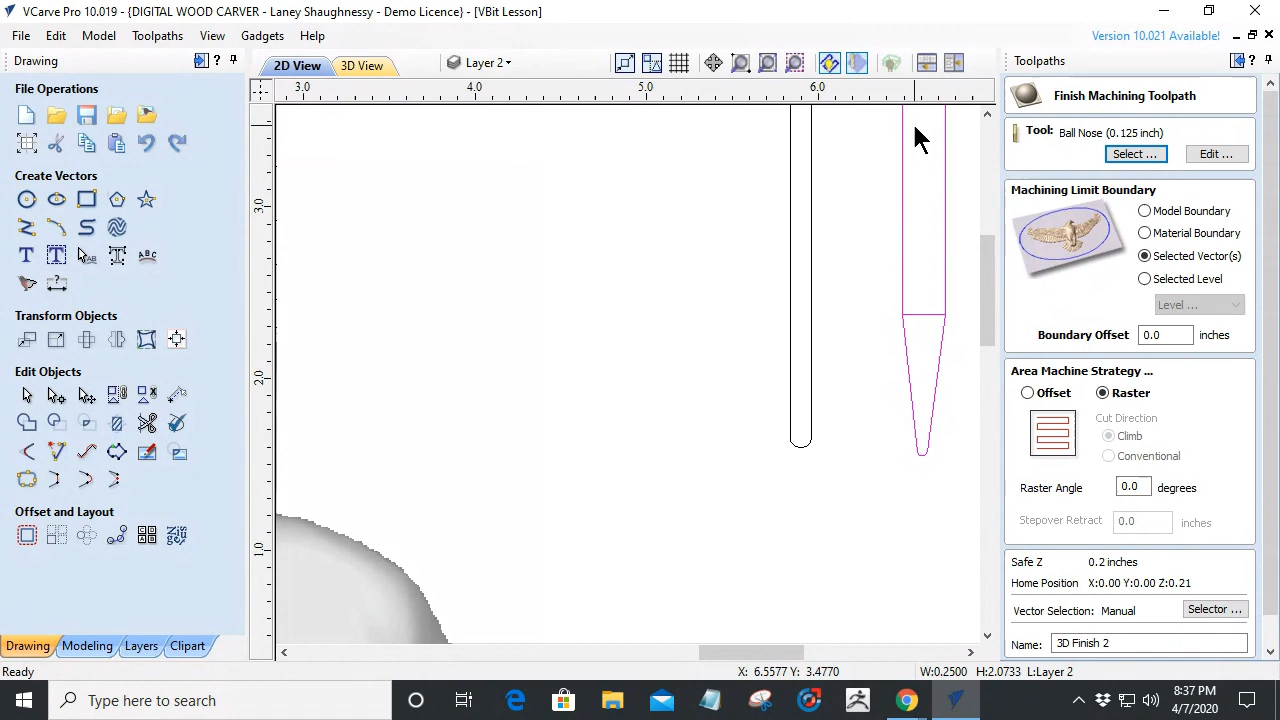 VCarve Pro 10.019 - {DIGITAL WOOD CARVER - Laney Shaughnessy - Demo Licence} - [VBit Lesson]
File Edit Model Toolpaths View Gadgets Help
Version 10.021 Available!
Drawing
2D View
3D View
Layer 2
Toolpaths
File Operations
3.0 4.0 5.0 6.0
Finish Machining Toolpath
Tool: Ball Nose (0.125 inch)
Select ...
Edit ...
Create Vectors
Machining Limit Boundary
Model Boundary
Material Boundary
Selected Vector(s)
Selected Level
Level ...
Boundary Offset 0.0 inches
3.0
2.0
1.0
Transform Objects
Edit Objects
Area Machine Strategy ...
Offset
Raster
Cut Direction
Climb
Conventional
Raster Angle 0.0 degrees
Stepover Retract 0.0 inches
Offset and Layout
Safe Z 0.2 inches
Home Position X:0.00 Y:0.00 Z:0.21
Vector Selection: Manual
Selector ...
Name: 3D Finish 2
Drawing Modeling Layers Clipart
Ready
X: 6.5577 Y: 3.4770
W:0.2500 H:2.0733 L:Layer 2
Type here to search
8:37 PM
4/7/2020